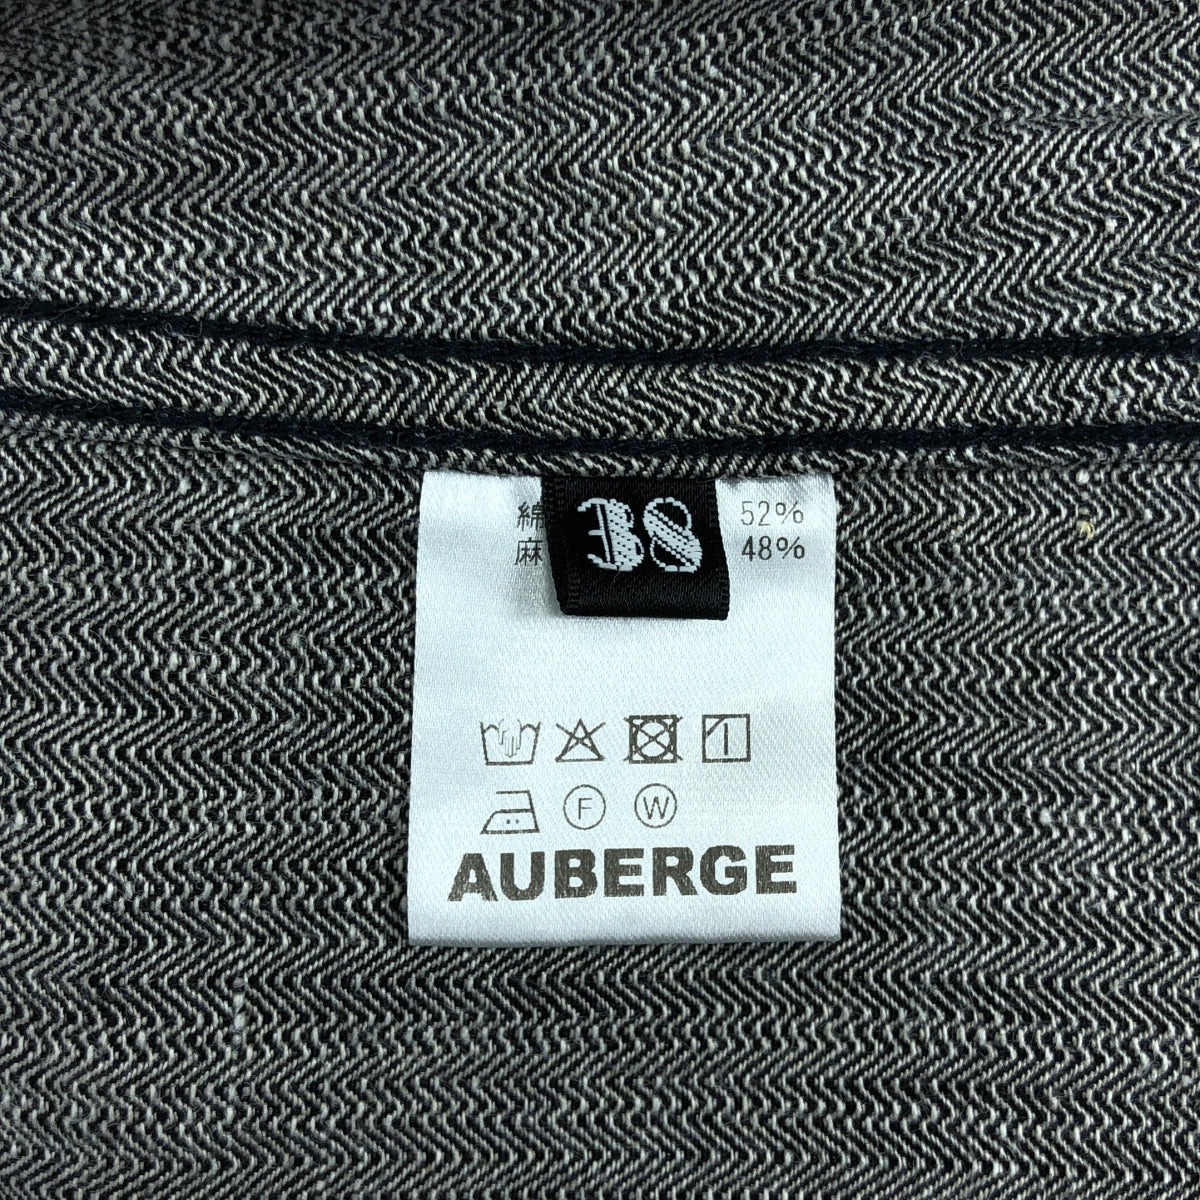 綿 38 52%
麻 48%
F W
AUBERGE